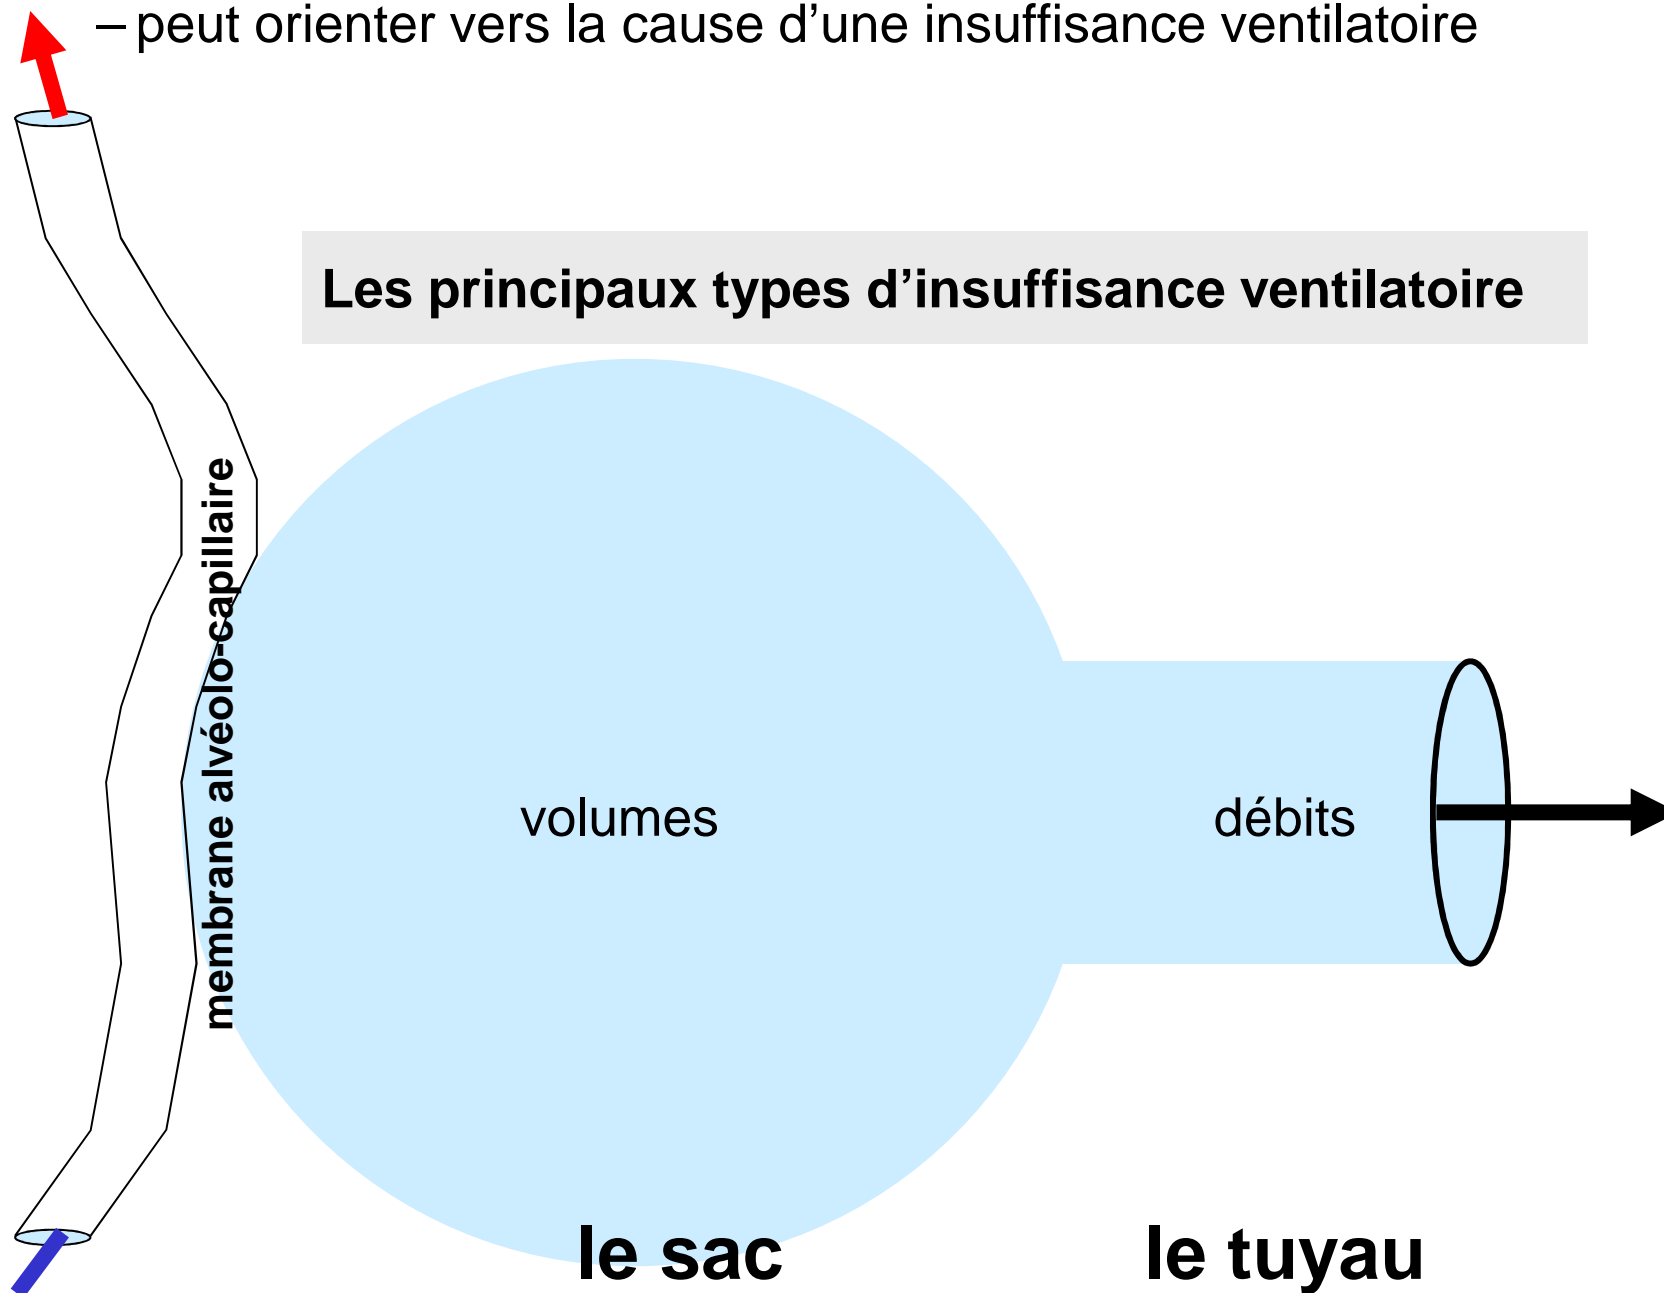 – peut orienter vers la cause d’une insuffisance ventilatoire
Les principaux types d’insuffisance ventilatoire
membrane alvéolo-capillaire
volumes
débits
le sac
le tuyau